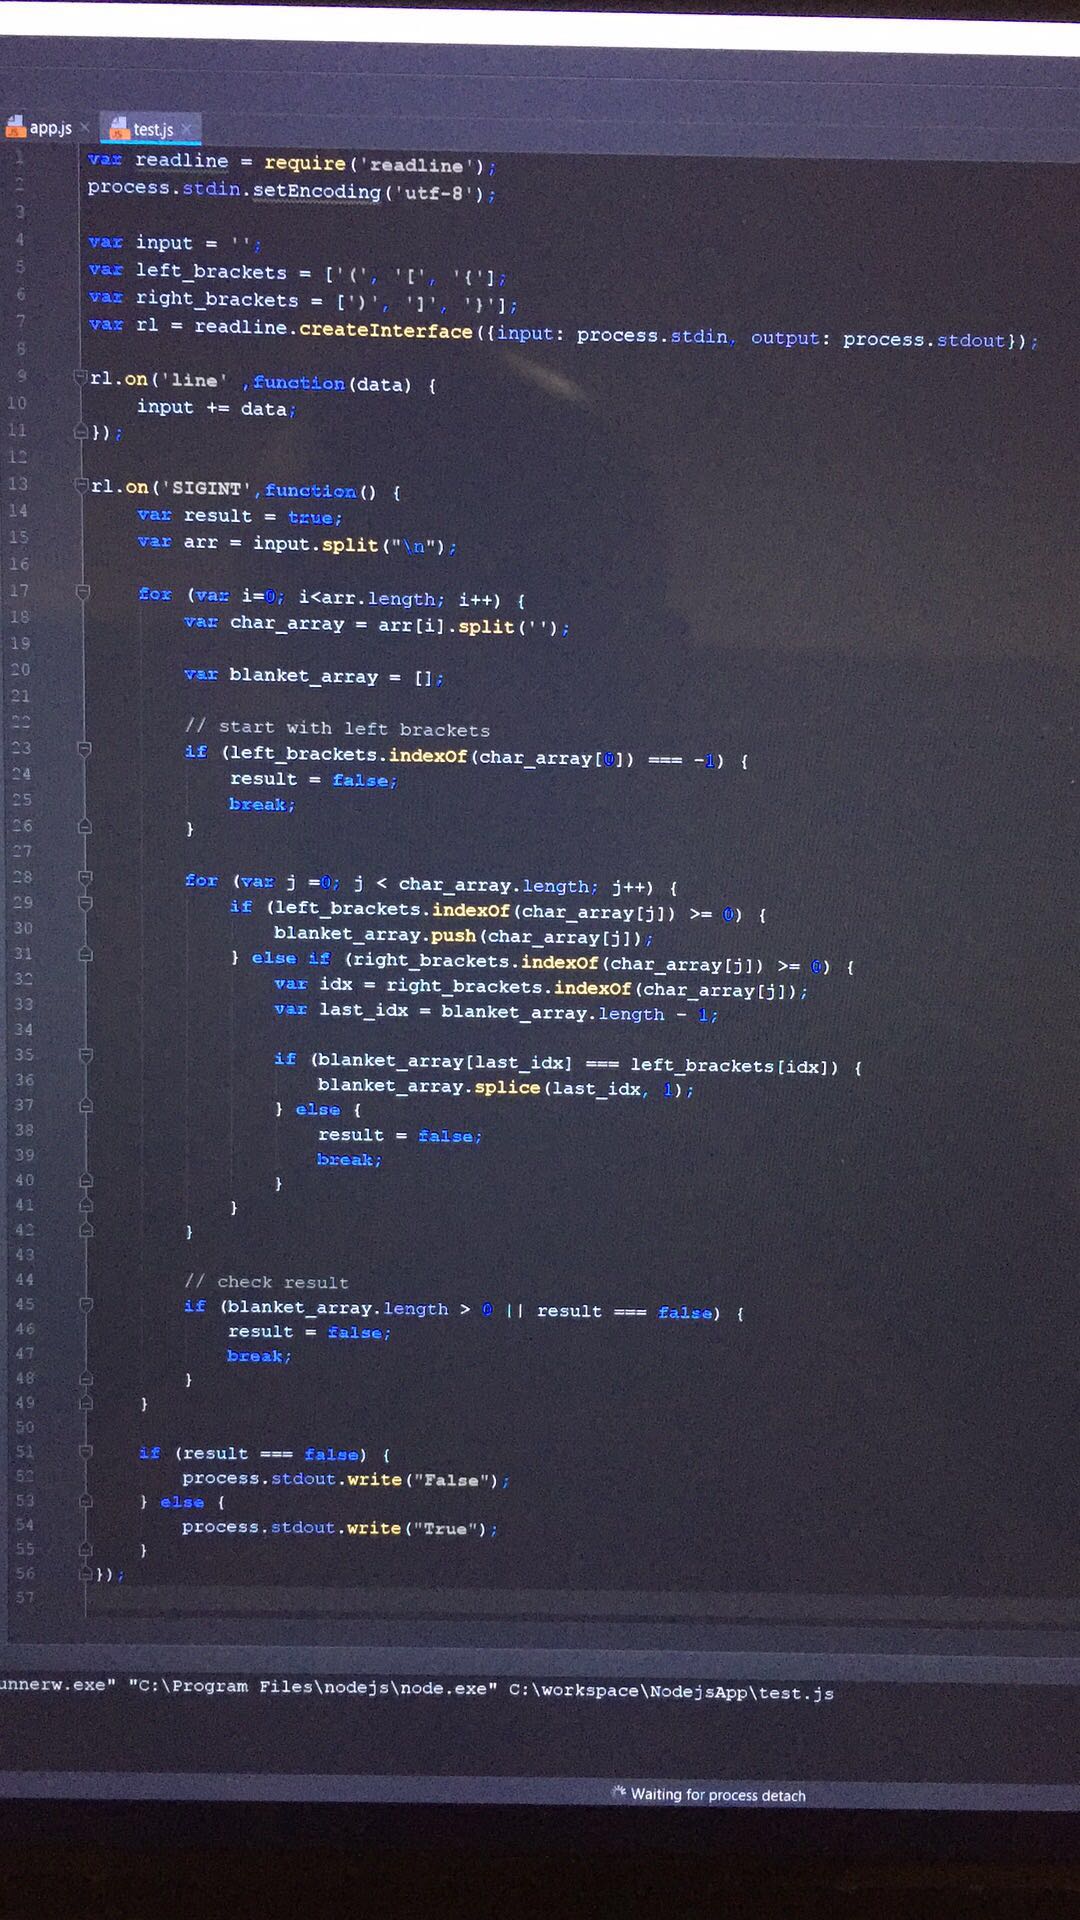 app.js × test.js ×
1 var readline = require('readline');
2 process.stdin.setEncoding('utf-8');
3
4 var input = '';
5 var left_brackets = ['(', '[', '{'];
6 var right_brackets = [')', ']', '}'];
7 var rl = readline.createInterface({input: process.stdin, output: process.stdout});
8
9 rl.on('line' ,function(data) {
10 input += data;
11 });
12
13 rl.on('SIGINT',function() {
14 var result = true;
15 var arr = input.split("\n");
16
17 for (var i=0; i<arr.length; i++) {
18 var char_array = arr[i].split('');
19
20 var blanket_array = [];
21
22 // start with left brackets
23 if (left_brackets.indexOf(char_array[0]) === -1) {
24 result = false;
25 break;
26 }
27
28 for (var j =0; j < char_array.length; j++) {
29 if (left_brackets.indexOf(char_array[j]) >= 0) {
30 blanket_array.push(char_array[j]);
31 } else if (right_brackets.indexOf(char_array[j]) >= 0) {
32 var idx = right_brackets.indexOf(char_array[j]);
33 var last_idx = blanket_array.length - 1;
34
35 if (blanket_array[last_idx] === left_brackets[idx]) {
36 blanket_array.splice(last_idx, 1);
37 } else {
38 result = false;
39 break;
40 }
41 }
42 }
43
44 // check result
45 if (blanket_array.length > 0 || result === false) {
46 result = false;
47 break;
48 }
49 }
50
51 if (result === false) {
52 process.stdout.write("False");
53 } else {
54 process.stdout.write("True");
55 }
56 });
57
unnerw.exe" "C:\Program Files\nodejs\node.exe" C:\workspace\NodejsApp\test.js
Waiting for process detach